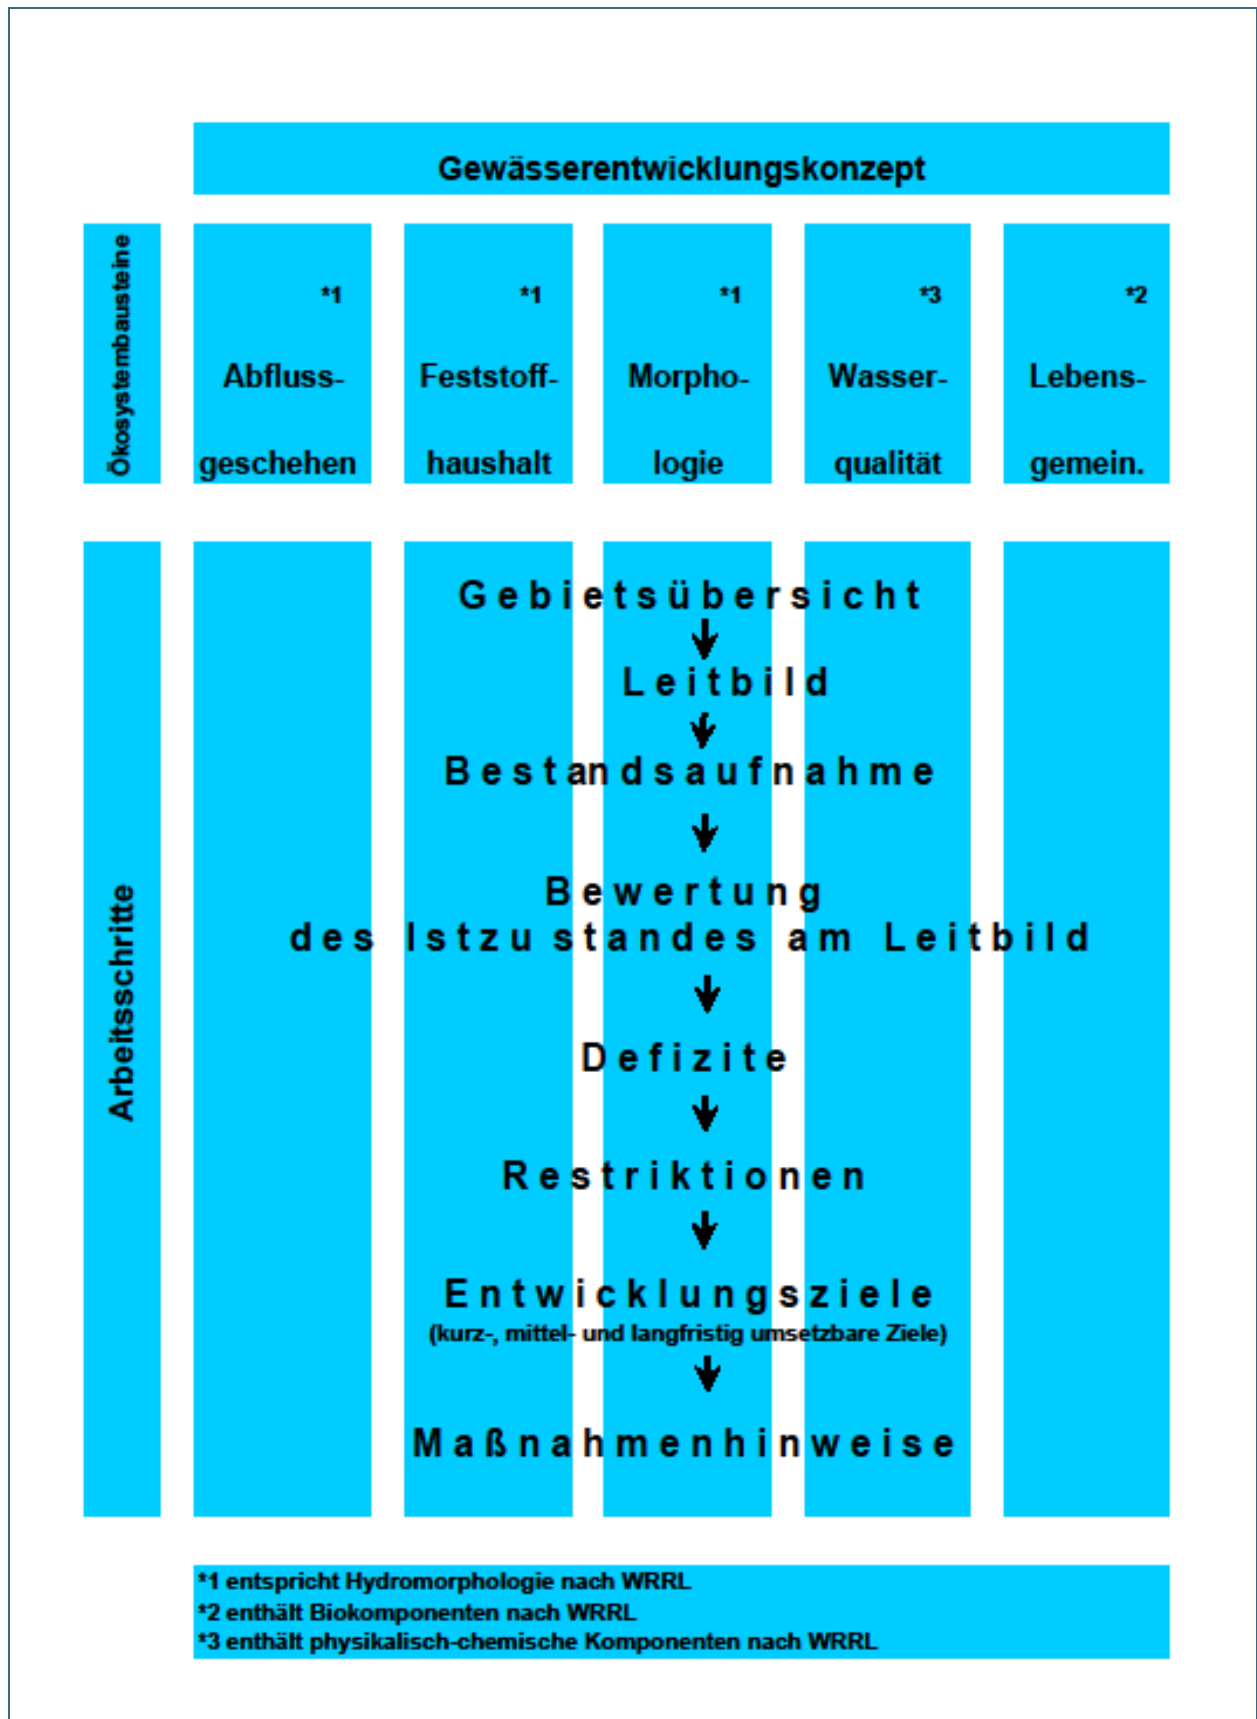 Gewässerentwicklungskonzept
Ökosystembausteine
*1
Abfluss-
geschehen
*1
Feststoff-
haushalt
*1
Morpho-
logie
*3
Wasser-
qualität
*2
Lebens-
gemein.
Arbeitsschritte
Gebietsübersicht
Leitbild
Bestandsaufnahme
Bewertung
des Istzustandes am Leitbild
Defizite
Restriktionen
Entwicklungsziele
(kurz-, mittel- und langfristig umsetzbare Ziele)
Maßnahmenhinweise
*1 entspricht Hydromorphologie nach WRRL
*2 enthält Biokomponenten nach WRRL
*3 enthält physikalisch-chemische Komponenten nach WRRL